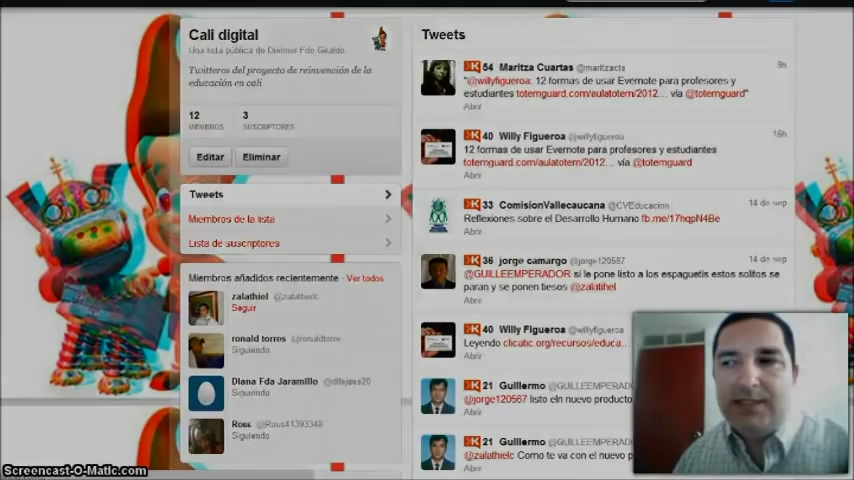 Cali digital
Una lista pública de Dielmer Fdo Giraldo
Twitteros del proyecto de reinvención de la
educación en cali
12
MIEMBROS
3
SUSCRIPTORES
Editar
Eliminar
Tweets
Miembros de la lista
Lista de suscriptores
Miembros añadidos recientemente · Ver todos
zalathiel @zalathielc
Seguir
ronald torres @ronaldtorre
Siguiendo
Diana Fda Jaramillo @difejaxe20
Siguiendo
Ross @Ross41393348
Siguiendo
Tweets
K 54 Maritza Cuartas @maritzacts
9h
"@willyfigueroa: 12 formas de usar Evernote para profesores y
estudiantes totemguard.com/aulatotem/2012... vía @totemguard"
Abrir
K 40 Willy Figueroa @willyfigueroa
16h
12 formas de usar Evernote para profesores y estudiantes
totemguard.com/aulatotem/2012... vía @totemguard
Abrir
K 33 ComisionVallecaucana @CVEducacion
14 de sep
Reflexiones sobre el Desarrollo Humano fb.me/17hqpN4Be
Abrir
K 36 jorge camargo @jorge120567
14 de sep
@GUILLEEMPERADOR si le pone listo a los espaguetis estos solitos se
paran y se ponen tiesos @zalatihel
Abrir
K 40 Willy Figueroa @willyfigueroa
Leyendo clicatic.org/recursos/educa...
Abrir
K 21 Guillermo @GUILLEEMPERADO
@jorge120567 listo eln nuevo producto
Abrir
K 21 Guillermo @GUILLEEMPERADO
@zalathielc Como te va con el nuevo p
Abrir
Screencast-O-Matic.com